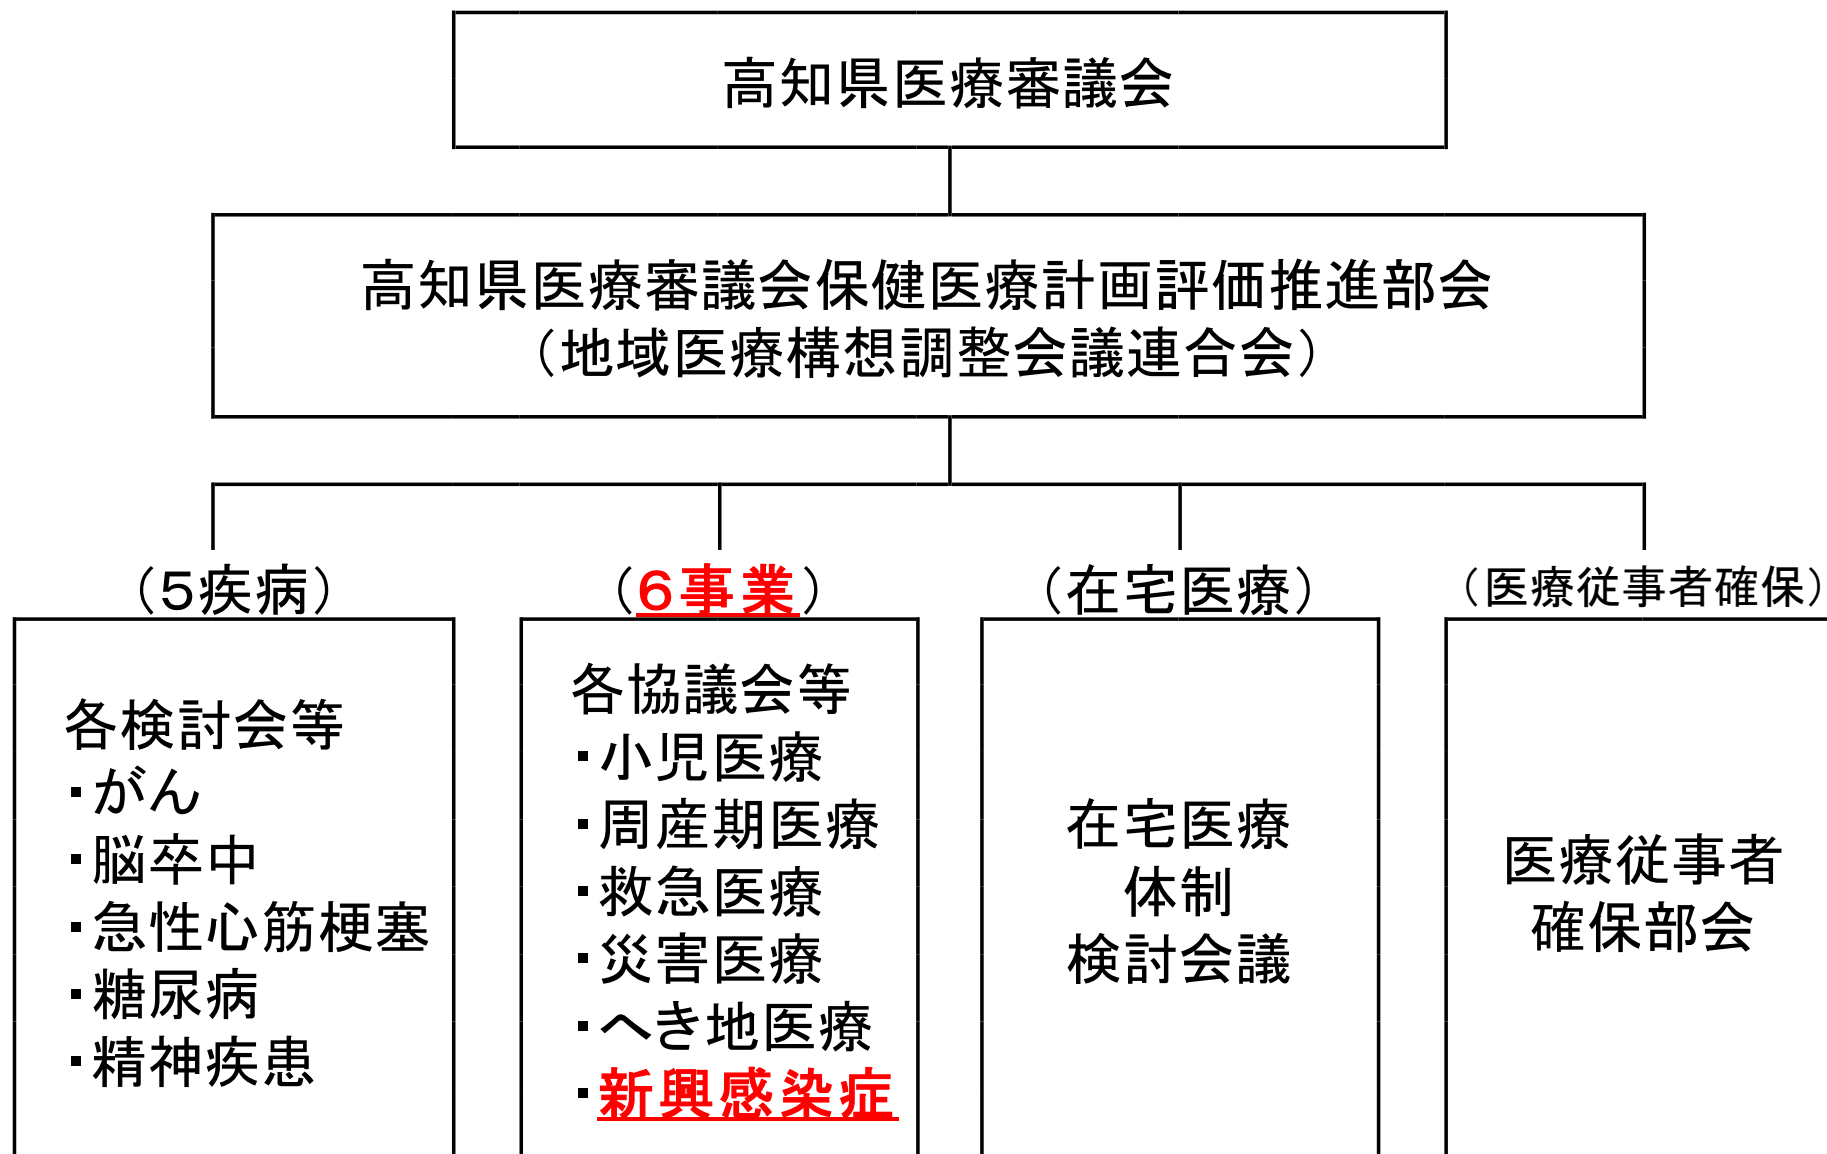 高知県医療審議会
高知県医療審議会保健医療計画評価推進部会
（地域医療構想調整会議連合会）
（５疾病）
各検討会等
・がん
・脳卒中
・急性心筋梗塞
・糖尿病
・精神疾患
（６事業）
各協議会等
・小児医療
・周産期医療
・救急医療
・災害医療
・へき地医療
・新興感染症
（在宅医療）
在宅医療
体制
検討会議
（医療従事者確保）
医療従事者
確保部会